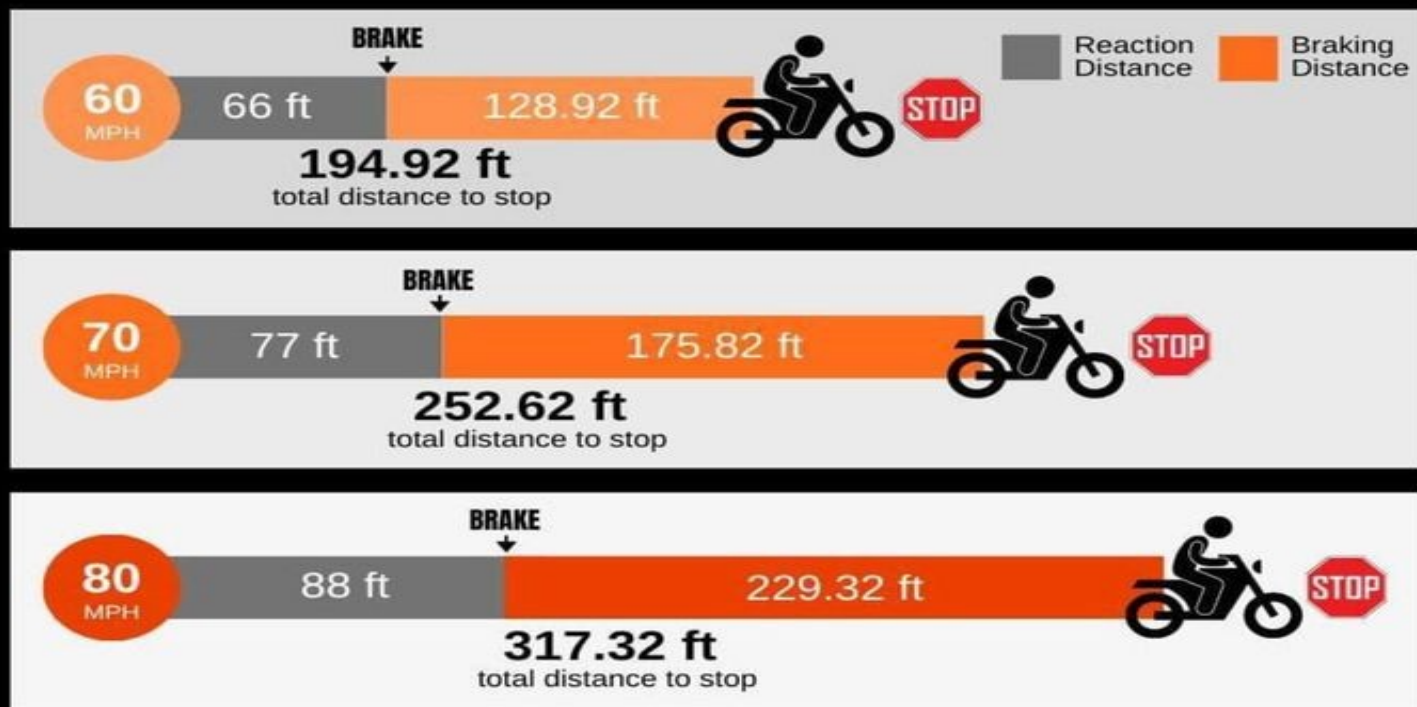 BRAKE
Reaction
Distance
Braking
Distance
60
MPH
66 ft
128.92 ft
STOP
194.92 ft
total distance to stop
BRAKE
70
MPH
77 ft
175.82 ft
STOP
252.62 ft
total distance to stop
BRAKE
80
MPH
88 ft
229.32 ft
STOP
317.32 ft
total distance to stop